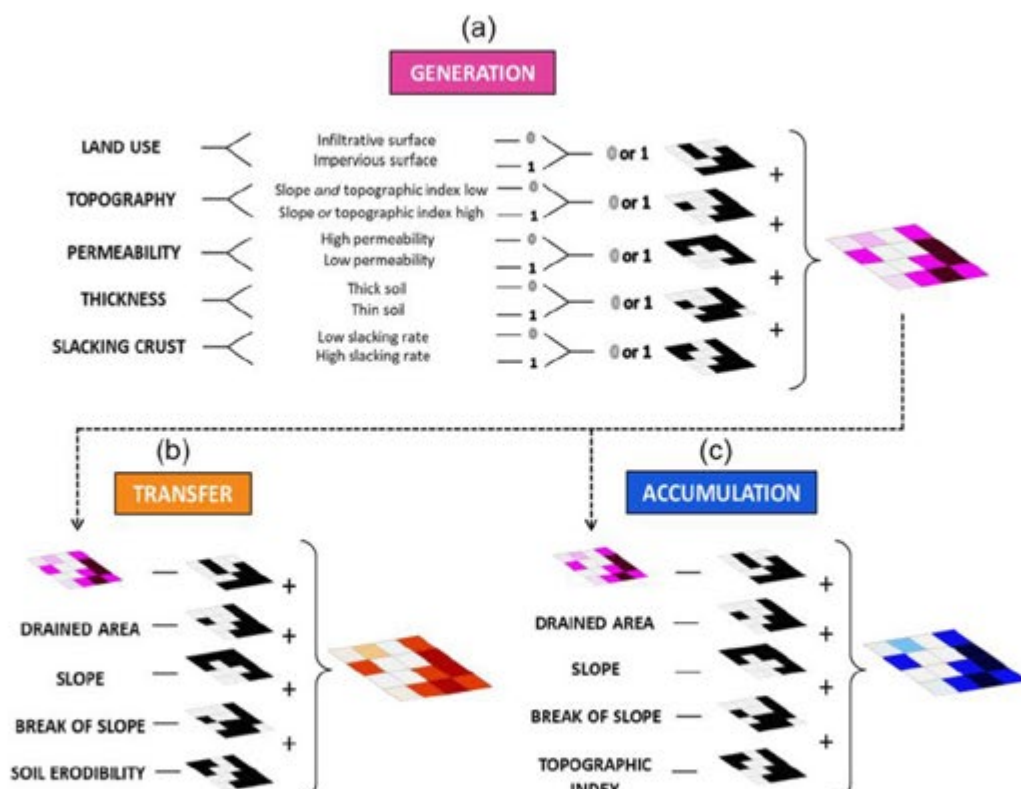 (a)
GENERATION
LAND USE
Infiltrative surface
0
Impervious surface
1
0 or 1
+
TOPOGRAPHY
Slope and topographic index low
0
Slope or topographic index high
1
0 or 1
+
PERMEABILITY
High permeability
0
Low permeability
1
0 or 1
+
THICKNESS
Thick soil
0
Thin soil
1
0 or 1
+
SLACKING CRUST
Low slacking rate
0
High slacking rate
1
0 or 1
(b)
TRANSFER
+
DRAINED AREA
+
SLOPE
+
BREAK OF SLOPE
+
SOIL ERODIBILITY
(c)
ACCUMULATION
+
DRAINED AREA
+
SLOPE
+
BREAK OF SLOPE
+
TOPOGRAPHIC
INDEX